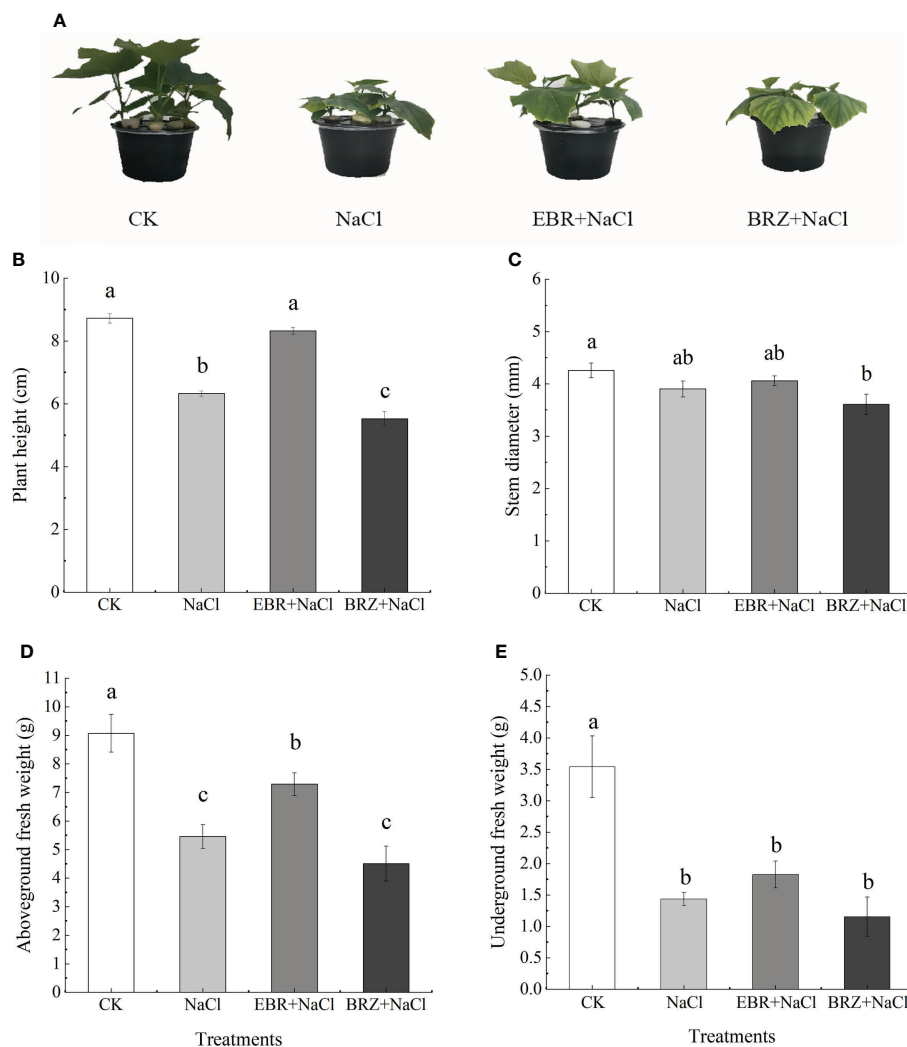 A
CK NaCl EBR+NaCl BRZ+NaCl
B
Plant height (cm)
10
8
6
4
2
0
a
b
a
c
CK NaCl EBR+NaCl BRZ+NaCl
C
Stem diameter (mm)
6
5
4
3
2
1
0
a
ab
ab
b
CK NaCl EBR+NaCl BRZ+NaCl
D
Aboveground fresh weight (g)
11
10
9
8
7
6
5
4
3
2
1
0
a
c
b
c
CK NaCl EBR+NaCl BRZ+NaCl
Treatments
E
Underground fresh weight (g)
5.0
4.5
4.0
3.5
3.0
2.5
2.0
1.5
1.0
0.5
0.0
a
b
b
b
CK NaCl EBR+NaCl BRZ+NaCl
Treatments